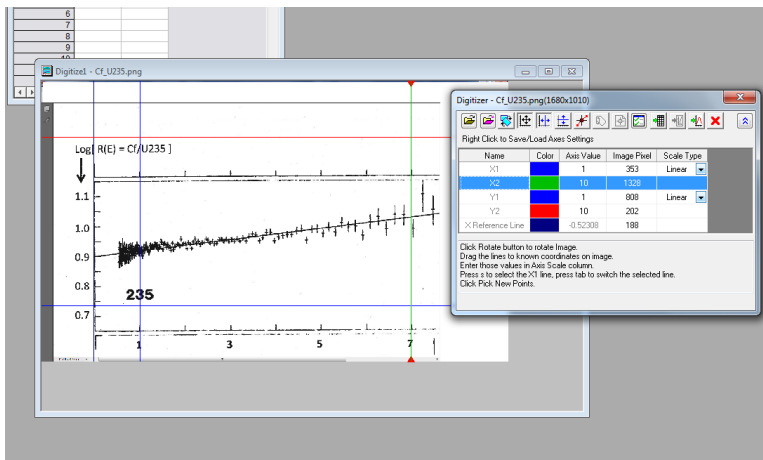 6
7
8
9
Digitize1 - Cf_U235.png
Log[ R(E) = Cf/U235 ]
1.1
1.0
0.9
0.8
0.7
235
1 3 5 7
Digitizer - Cf_U235.png(1680x1010)
Right Click to Save/Load Axes Settings
Name Color Axis Value Image Pixel Scale Type
X1 1 353 Linear
X2 10 1328
Y1 1 808 Linear
Y2 10 202
X Reference Line -0.52308 188
Click Rotate button to rotate Image.
Drag the lines to known coordinates on image.
Enter those values in Axis Scale column.
Press s to select the X1 line, press tab to switch the selected line.
Click Pick New Points.